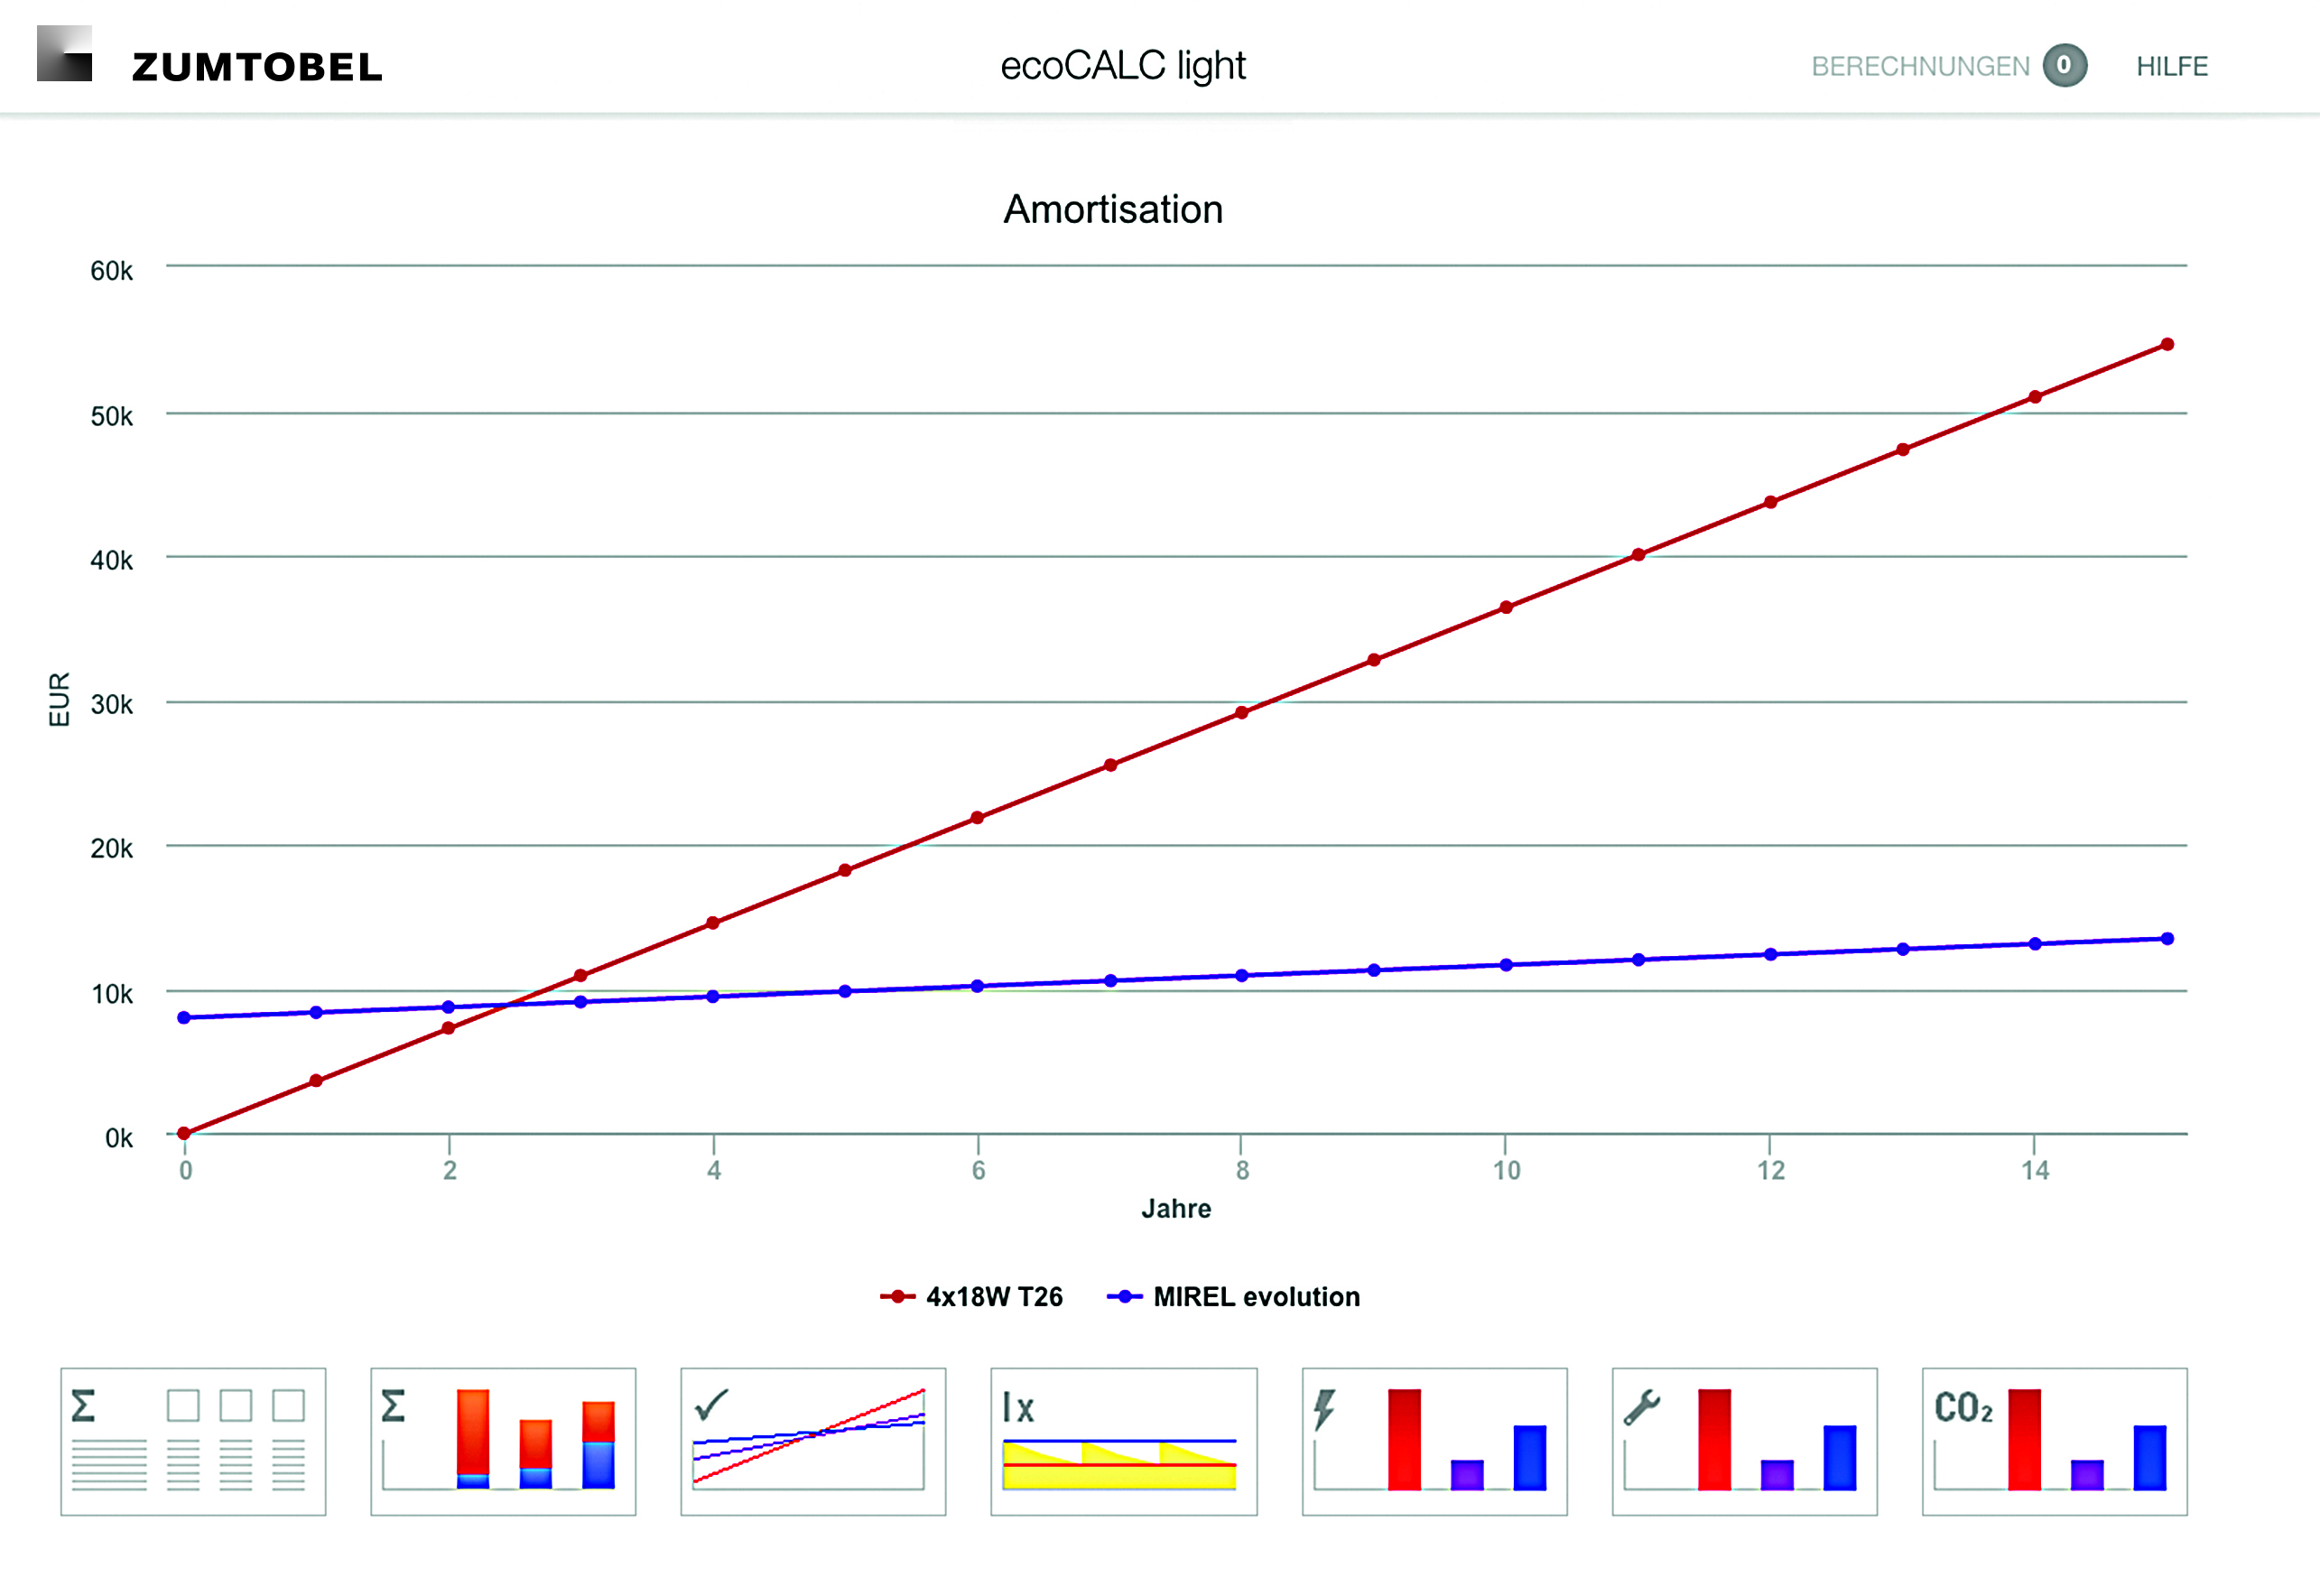 ZUMTOBEL
ecoCALC light
BERECHNUNGEN 0 HILFE
Amortisation
60k
50k
40k
30k
20k
10k
0k
EUR
0 2 4 6 8 10 12 14
Jahre
4x18W T26 MIREL evolution
Σ Σ lx CO₂